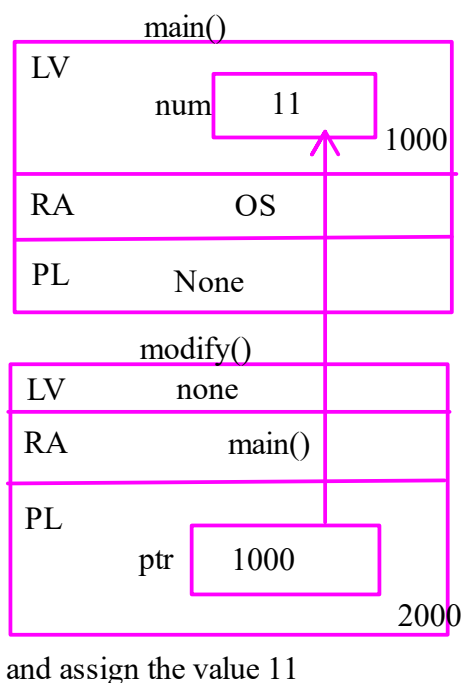 main()
LV
num 11
1000
RA OS
PL None
modify()
LV none
RA main()
PL
ptr 1000
2000
and assign the value 11